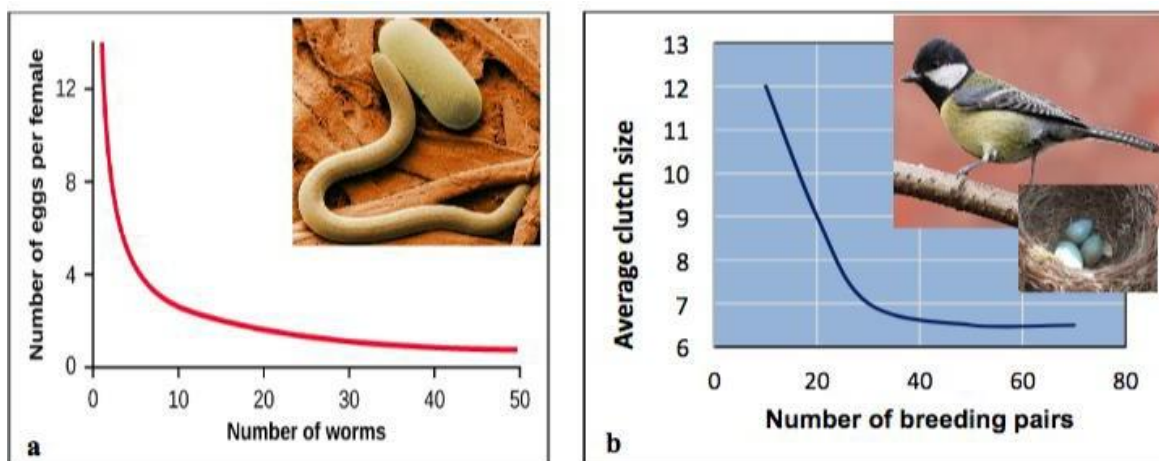 Number of eggs per female
12
8
4
0
0 10 20 30 40 50
Number of worms
a
Average clutch size
13
12
11
10
9
8
7
6
0 20 40 60 80
Number of breeding pairs
b